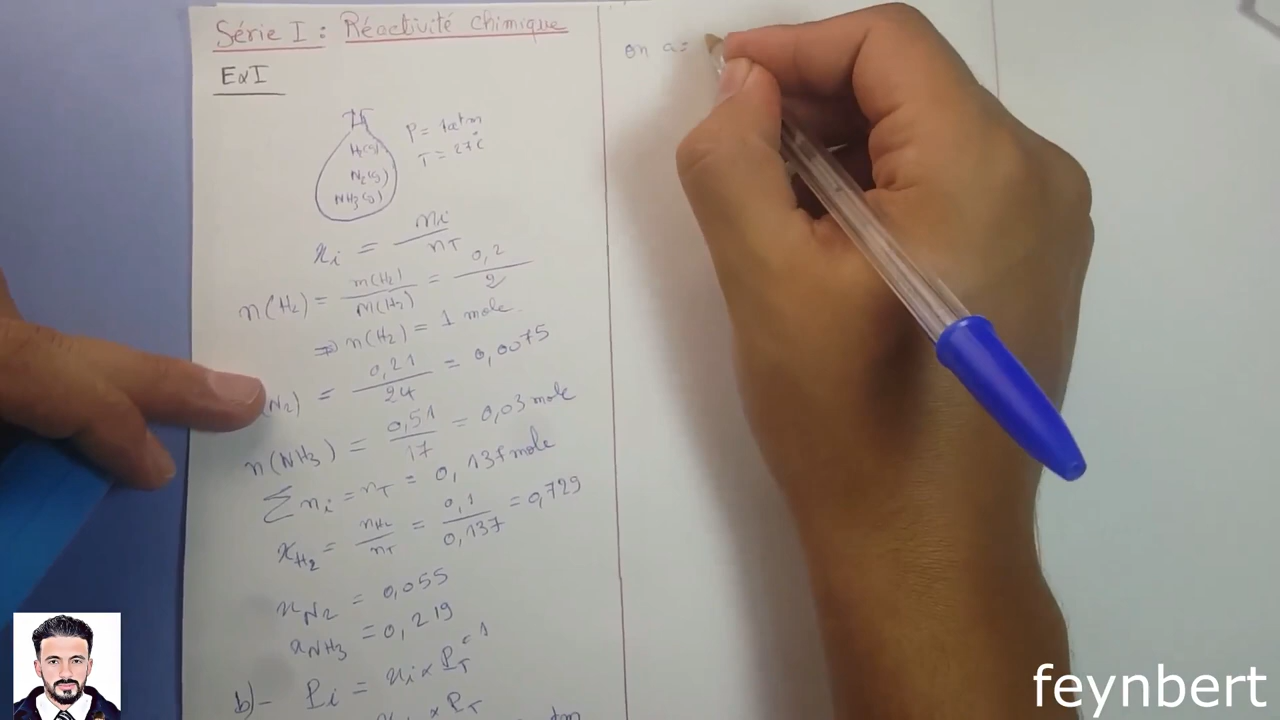 Série I : Réactivité chimique
ExI
P = 1atm
T = 27°C
H2(g)
N2(g)
NH3(g)
xi = ni / nT
n(H2) = m(H2) / M(H2) = 0,2 / 2
⇒ n(H2) = 1 mole.
(N2) = 0,21 / 24 = 0,0075
n(NH3) = 0,51 / 17 = 0,03 mole
∑ ni = nT = 0,137 mole
xH2 = nH2 / nT = 0,1 / 0,137 = 0,729
xN2 = 0,055
xNH3 = 0,219
b)- Pi = xi × PT
xi × PT
on a =
feynbert